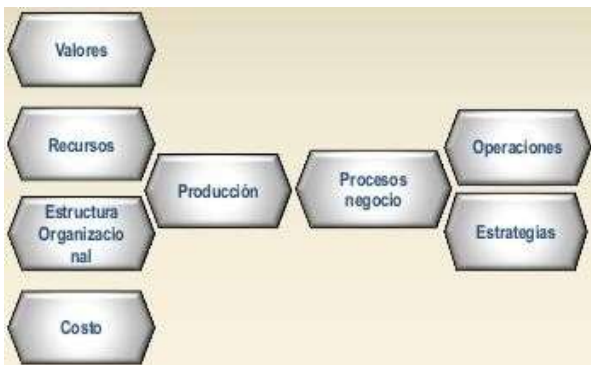 Valores
Recursos
Estructura
Organizacio
nal
Costo
Producción
Procesos
negocio
Operaciones
Estrategias